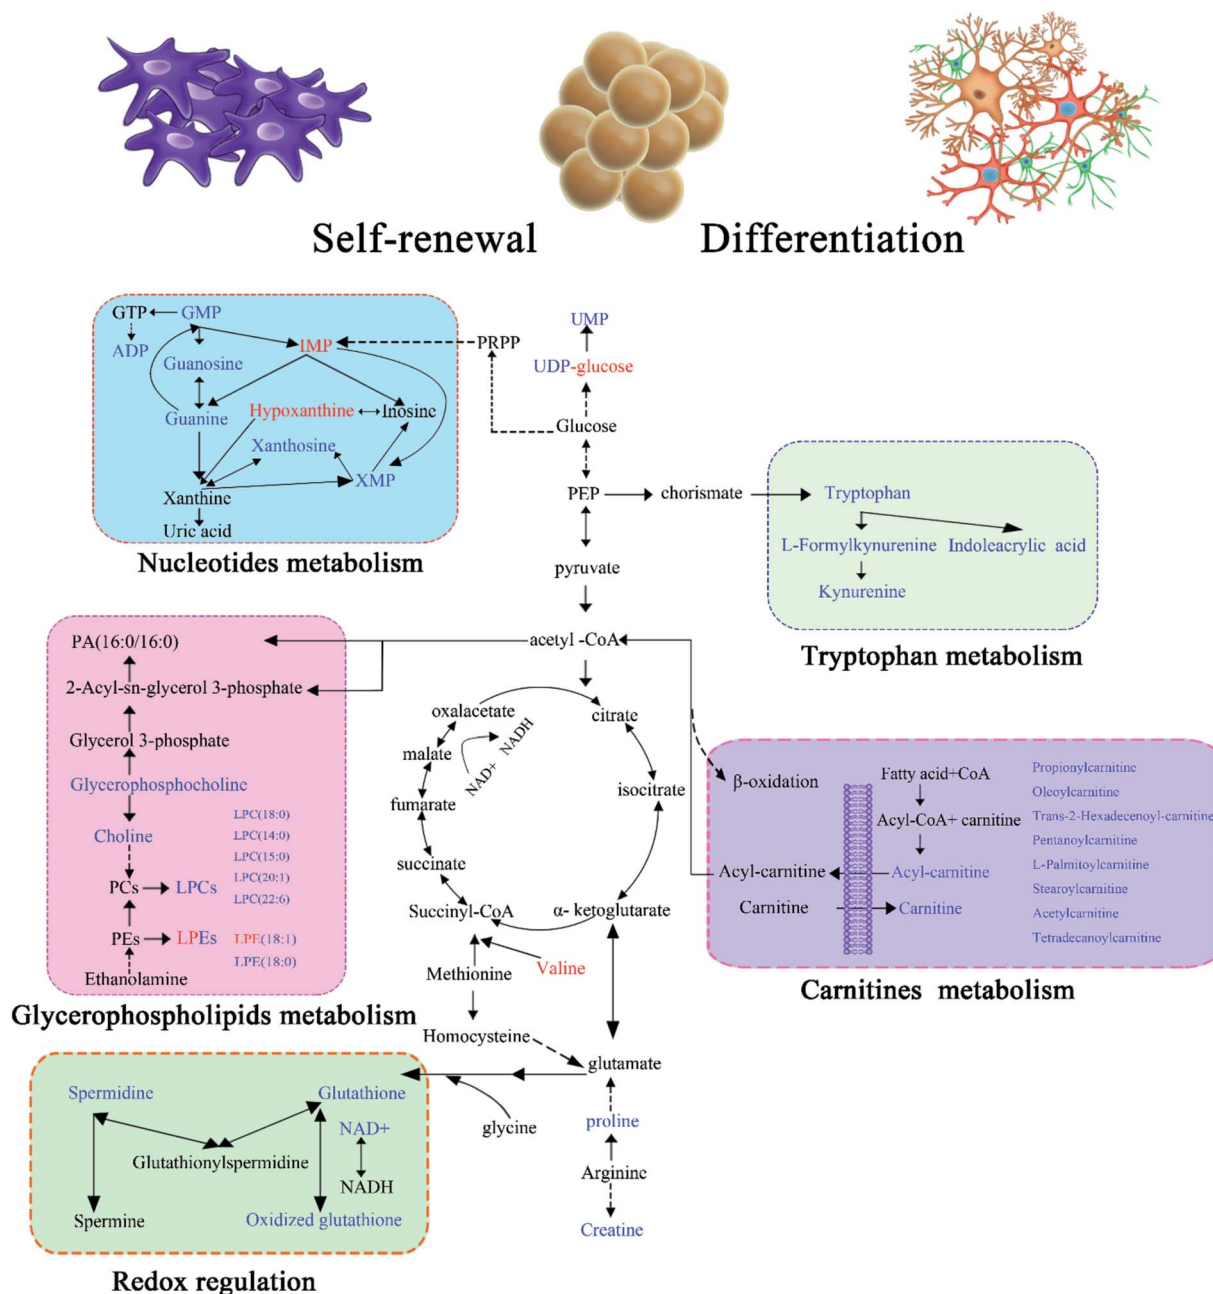 Self-renewal
Differentiation
GTP
GMP
ADP
Guanosine
IMP
Guanine
Hypoxanthine
Inosine
Xanthosine
XMP
Xanthine
Uric acid
Nucleotides metabolism
PRPP
UMP
UDP-glucose
Glucose
PEP
chorismate
pyruvate
acetyl -CoA
Tryptophan
L-Formylkynurenine
Indoleacrylic acid
Kynurenine
Tryptophan metabolism
PA(16:0/16:0)
2-Acyl-sn-glycerol 3-phosphate
Glycerol 3-phosphate
Glycerophosphocholine
Choline
PCs
LPCs
PEs
LPEs
Ethanolamine
LPC(18:0)
LPC(14:0)
LPC(15:0)
LPC(20:1)
LPC(22:6)
LPE(18:1)
LPE(18:0)
Glycerophospholipids metabolism
oxalacetate
citrate
malate
NAD+
NADH
isocitrate
fumarate
succinate
Succinyl-CoA
α- ketoglutarate
Methionine
Valine
Homocysteine
glutamate
glycine
proline
Arginine
Creatine
β-oxidation
Fatty acid+CoA
Acyl-CoA+ carnitine
Acyl-carnitine
Acyl-carnitine
Carnitine
Carnitine
Propionylcarnitine
Oleoylcarnitine
Trans-2-Hexadecenoyl-carnitine
Pentanoylcarnitine
L-Palmitoylcarnitine
Stearoylcarnitine
Acetylcarnitine
Tetradecanoylcarnitine
Carnitines metabolism
Spermidine
Glutathione
NAD+
Glutathionylspermidine
NADH
Spermine
Oxidized glutathione
Redox regulation